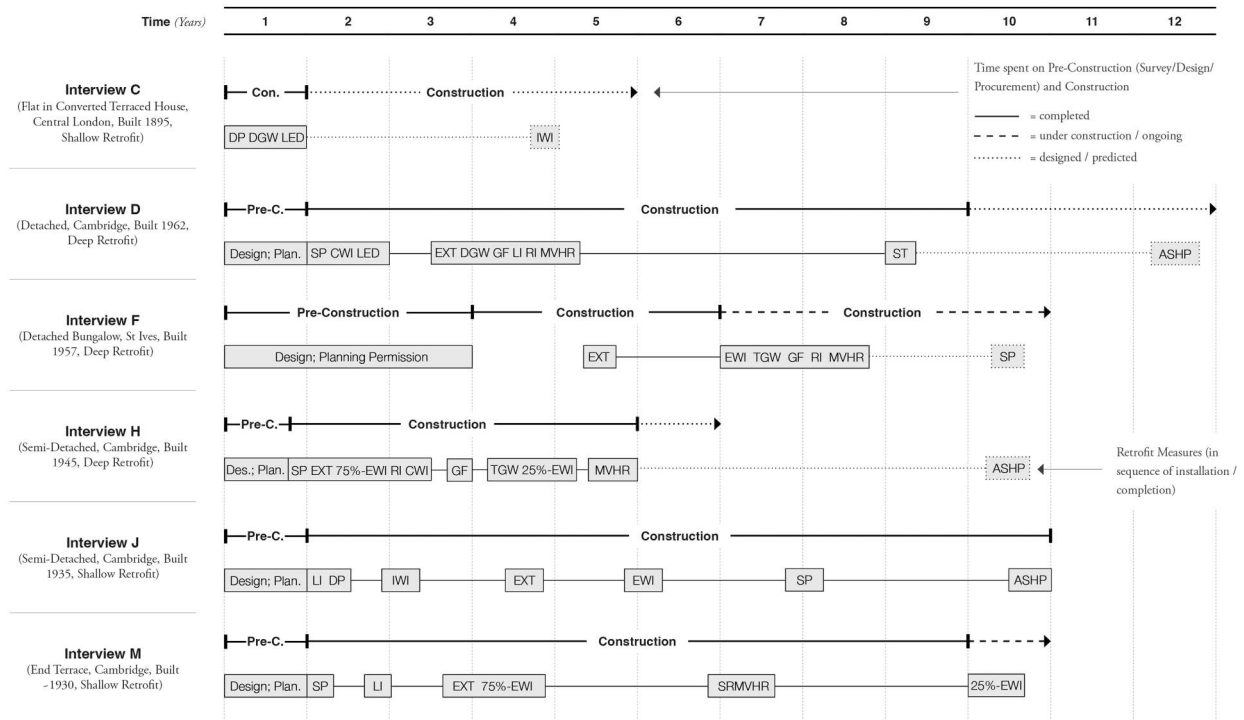 Time (Years) 1 2 3 4 5 6 7 8 9 10 11 12
Interview C
(Flat in Converted Terraced House,
Central London, Built 1895,
Shallow Retrofit)
Con. Construction
DP DGW LED IWI
Time spent on Pre-Construction (Survey/Design/
Procurement) and Construction
= completed
= under construction / ongoing
= designed / predicted
Interview D
(Detached, Cambridge, Built 1962,
Deep Retrofit)
Pre-C. Construction
Design; Plan. SP CWI LED EXT DGW GF LI RI MVHR ST ASHP
Interview F
(Detached Bungalow, St Ives, Built
1957, Deep Retrofit)
Pre-Construction Construction Construction
Design; Planning Permission EXT EWI TGW GF RI MVHR SP
Interview H
(Semi-Detached, Cambridge, Built
1945, Deep Retrofit)
Pre-C. Construction
Des.; Plan. SP EXT 75%-EWI RI CWI GF TGW 25%-EWI MVHR ASHP
Retrofit Measures (in
sequence of installation /
completion)
Interview J
(Semi-Detached, Cambridge, Built
1935, Shallow Retrofit)
Pre-C. Construction
Design; Plan. LI DP IWI EXT EWI SP ASHP
Interview M
(End Terrace, Cambridge, Built
~1930, Shallow Retrofit)
Pre-C. Construction
Design; Plan. SP LI EXT 75%-EWI SRMVHR 25%-EWI